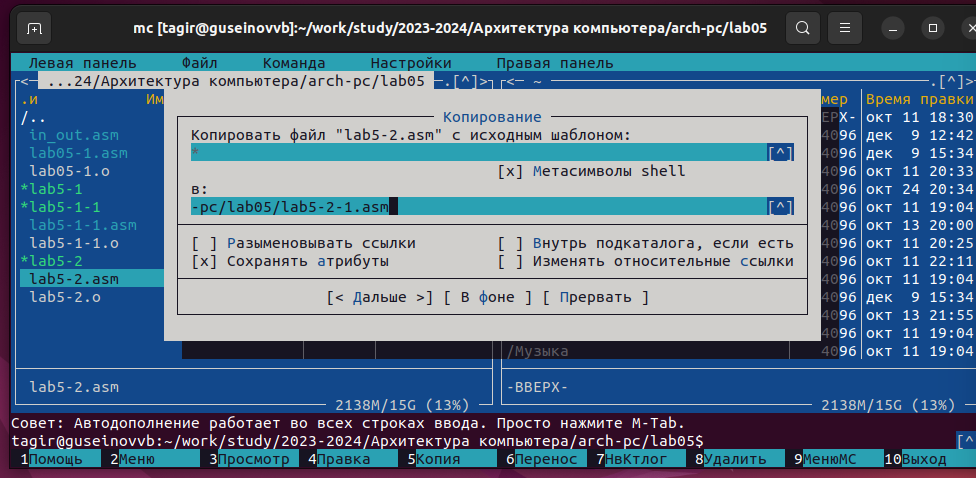 mc [tagir@guseinovvb]:~/work/study/2023-2024/Архитектура компьютера/arch-pc/lab05
Левая панель Файл Команда Настройки Правая панель
<- ...24/Архитектура компьютера/arch-pc/lab05 -.[^]> <- ~ .[^]>
.и Им мер Время правки
/.. ЕРХ- окт 11 18:30
in_out.asm 4096 дек 9 12:42
lab05-1.asm 4096 дек 9 15:34
lab05-1.o 4096 окт 11 20:33
*lab5-1 4096 окт 24 20:34
*lab5-1-1 4096 окт 11 19:04
lab5-1-1.asm 4096 окт 13 20:00
lab5-1-1.o 4096 окт 11 20:25
*lab5-2 4096 окт 11 22:11
lab5-2.asm 4096 окт 11 19:04
lab5-2.o 4096 дек 9 15:34
4096 окт 13 21:55
4096 окт 11 19:04
/Музыка 4096 окт 11 19:04
Копирование
Копировать файл "lab5-2.asm" с исходным шаблоном:
* [^]
[x] Метасимволы shell
в:
-pc/lab05/lab5-2-1.asm [^]
[ ] Разыменовывать ссылки [ ] Внутрь подкаталога, если есть
[x] Сохранять атрибуты [ ] Изменять относительные ссылки
[< Дальше >] [ В фоне ] [ Прервать ]
lab5-2.asm -ВВЕРХ-
2138M/15G (13%) 2138M/15G (13%)
Совет: Автодополнение работает во всех строках ввода. Просто нажмите M-Tab.
tagir@guseinovvb:~/work/study/2023-2024/Архитектура компьютера/arch-pc/lab05$ [^
1Помощь 2Меню 3Просмотр 4Правка 5Копия 6Перенос 7НвКтлог 8Удалить 9МенюМС 10Выход